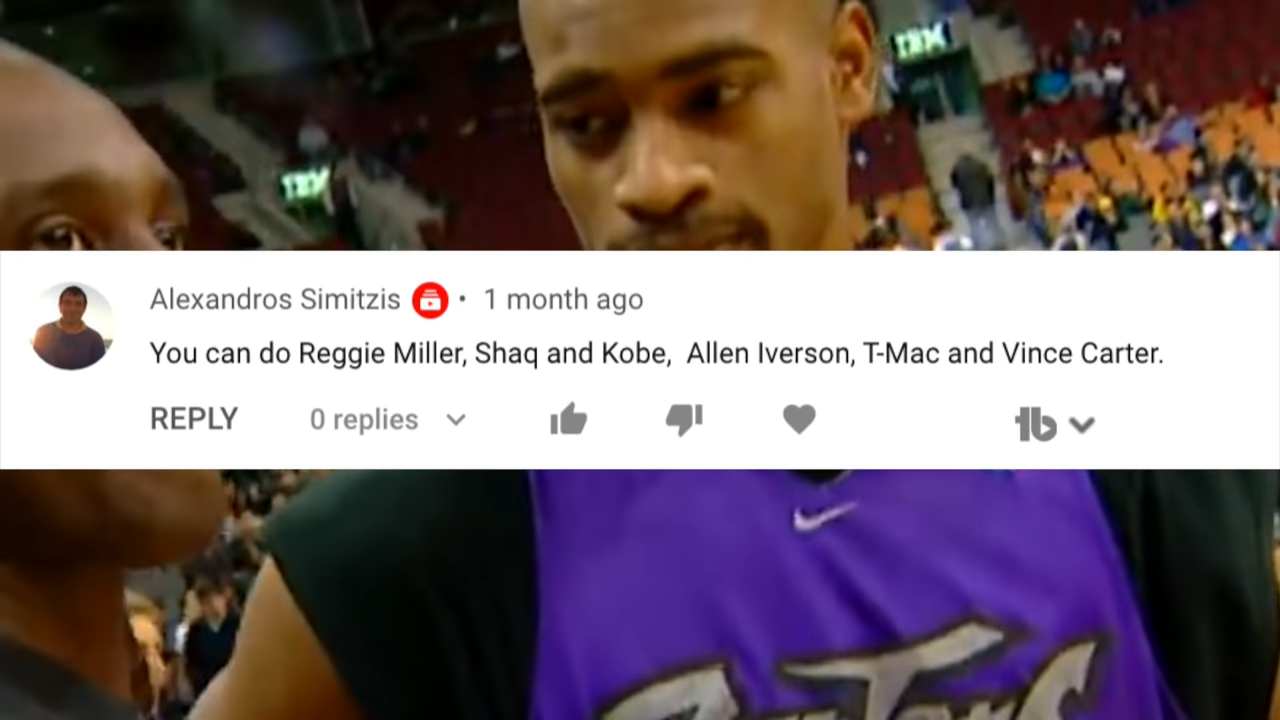 IBM
IBM
Alexandros Simitzis • 1 month ago
You can do Reggie Miller, Shaq and Kobe, Allen Iverson, T-Mac and Vince Carter.
REPLY 0 replies
tb